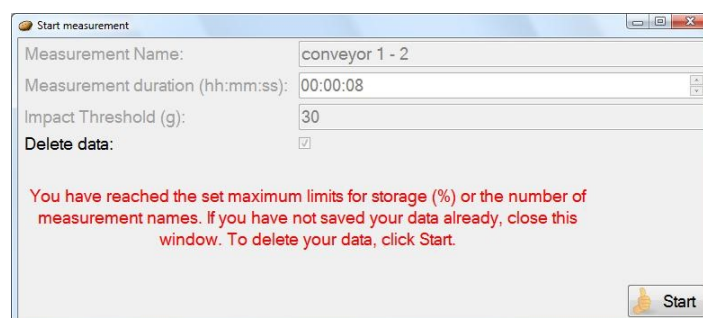 Start measurement
Measurement Name: conveyor 1 - 2
Measurement duration (hh:mm:ss): 00:00:08
Impact Threshold (g): 30
Delete data:
You have reached the set maximum limits for storage (%) or the number of
measurement names. If you have not saved your data already, close this
window. To delete your data, click Start.
Start